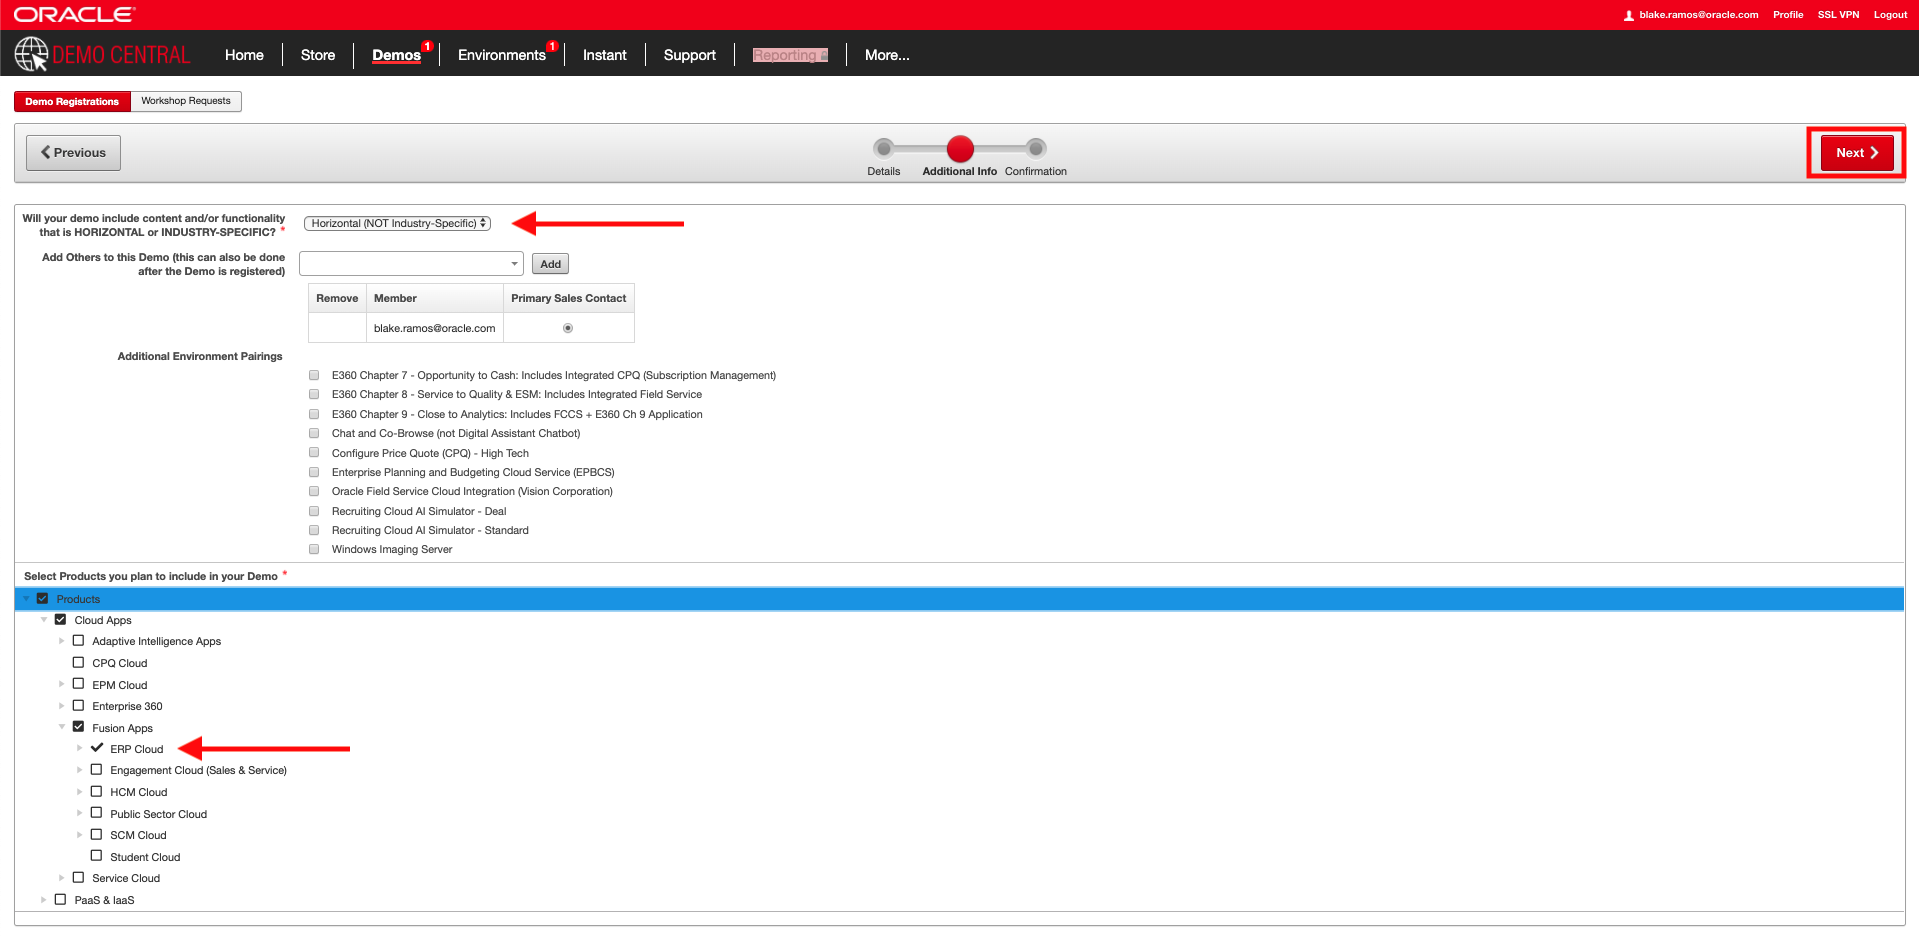 ORACLE
blake.ramos@oracle.com Profile SSL VPN Logout
DEMO CENTRAL Home Store Demos 1 Environments 1 Instant Support Reporting More...
Demo Registrations Workshop Requests
Previous Next
Details Additional Info Confirmation
Will your demo include content and/or functionality
that is HORIZONTAL or INDUSTRY-SPECIFIC? * Horizontal (NOT Industry-Specific)
Add Others to this Demo (this can also be done
after the Demo is registered) Add
Remove Member Primary Sales Contact
blake.ramos@oracle.com
Additional Environment Pairings
E360 Chapter 7 - Opportunity to Cash: Includes Integrated CPQ (Subscription Management)
E360 Chapter 8 - Service to Quality & ESM: Includes Integrated Field Service
E360 Chapter 9 - Close to Analytics: Includes FCCS + E360 Ch 9 Application
Chat and Co-Browse (not Digital Assistant Chatbot)
Configure Price Quote (CPQ) - High Tech
Enterprise Planning and Budgeting Cloud Service (EPBCS)
Oracle Field Service Cloud Integration (Vision Corporation)
Recruiting Cloud AI Simulator - Deal
Recruiting Cloud AI Simulator - Standard
Windows Imaging Server
Select Products you plan to include in your Demo *
Products
Cloud Apps
Adaptive Intelligence Apps
CPQ Cloud
EPM Cloud
Enterprise 360
Fusion Apps
ERP Cloud
Engagement Cloud (Sales & Service)
HCM Cloud
Public Sector Cloud
SCM Cloud
Student Cloud
Service Cloud
PaaS & IaaS